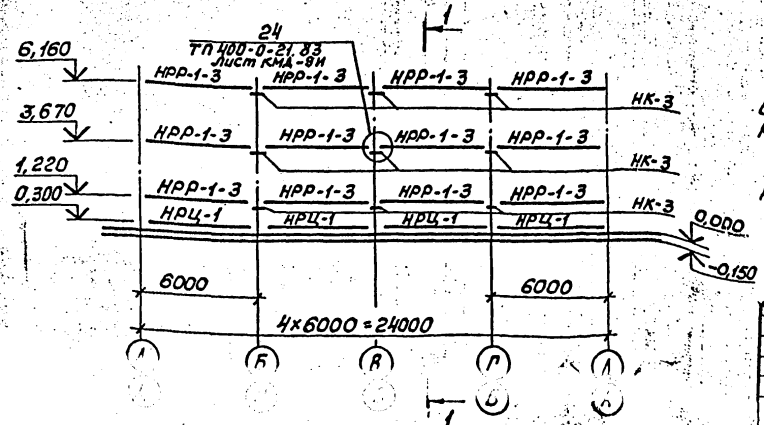 1
24
ТП 400-0-21.83
Лист КМД-8И
6,160
НРР-1-3 НРР-1-3 НРР-1-3 НРР-1-3
НК-3
3,670
НРР-1-3 НРР-1-3 НРР-1-3 НРР-1-3
НК-3
1,220
НРР-1-3 НРР-1-3 НРР-1-3 НРР-1-3
НК-3
0,300
НРЦ-1 НРЦ-1 НРЦ-1 НРЦ-1
0,000
-0,150
6000 6000
4×6000=24000
А Б В Г Д
1